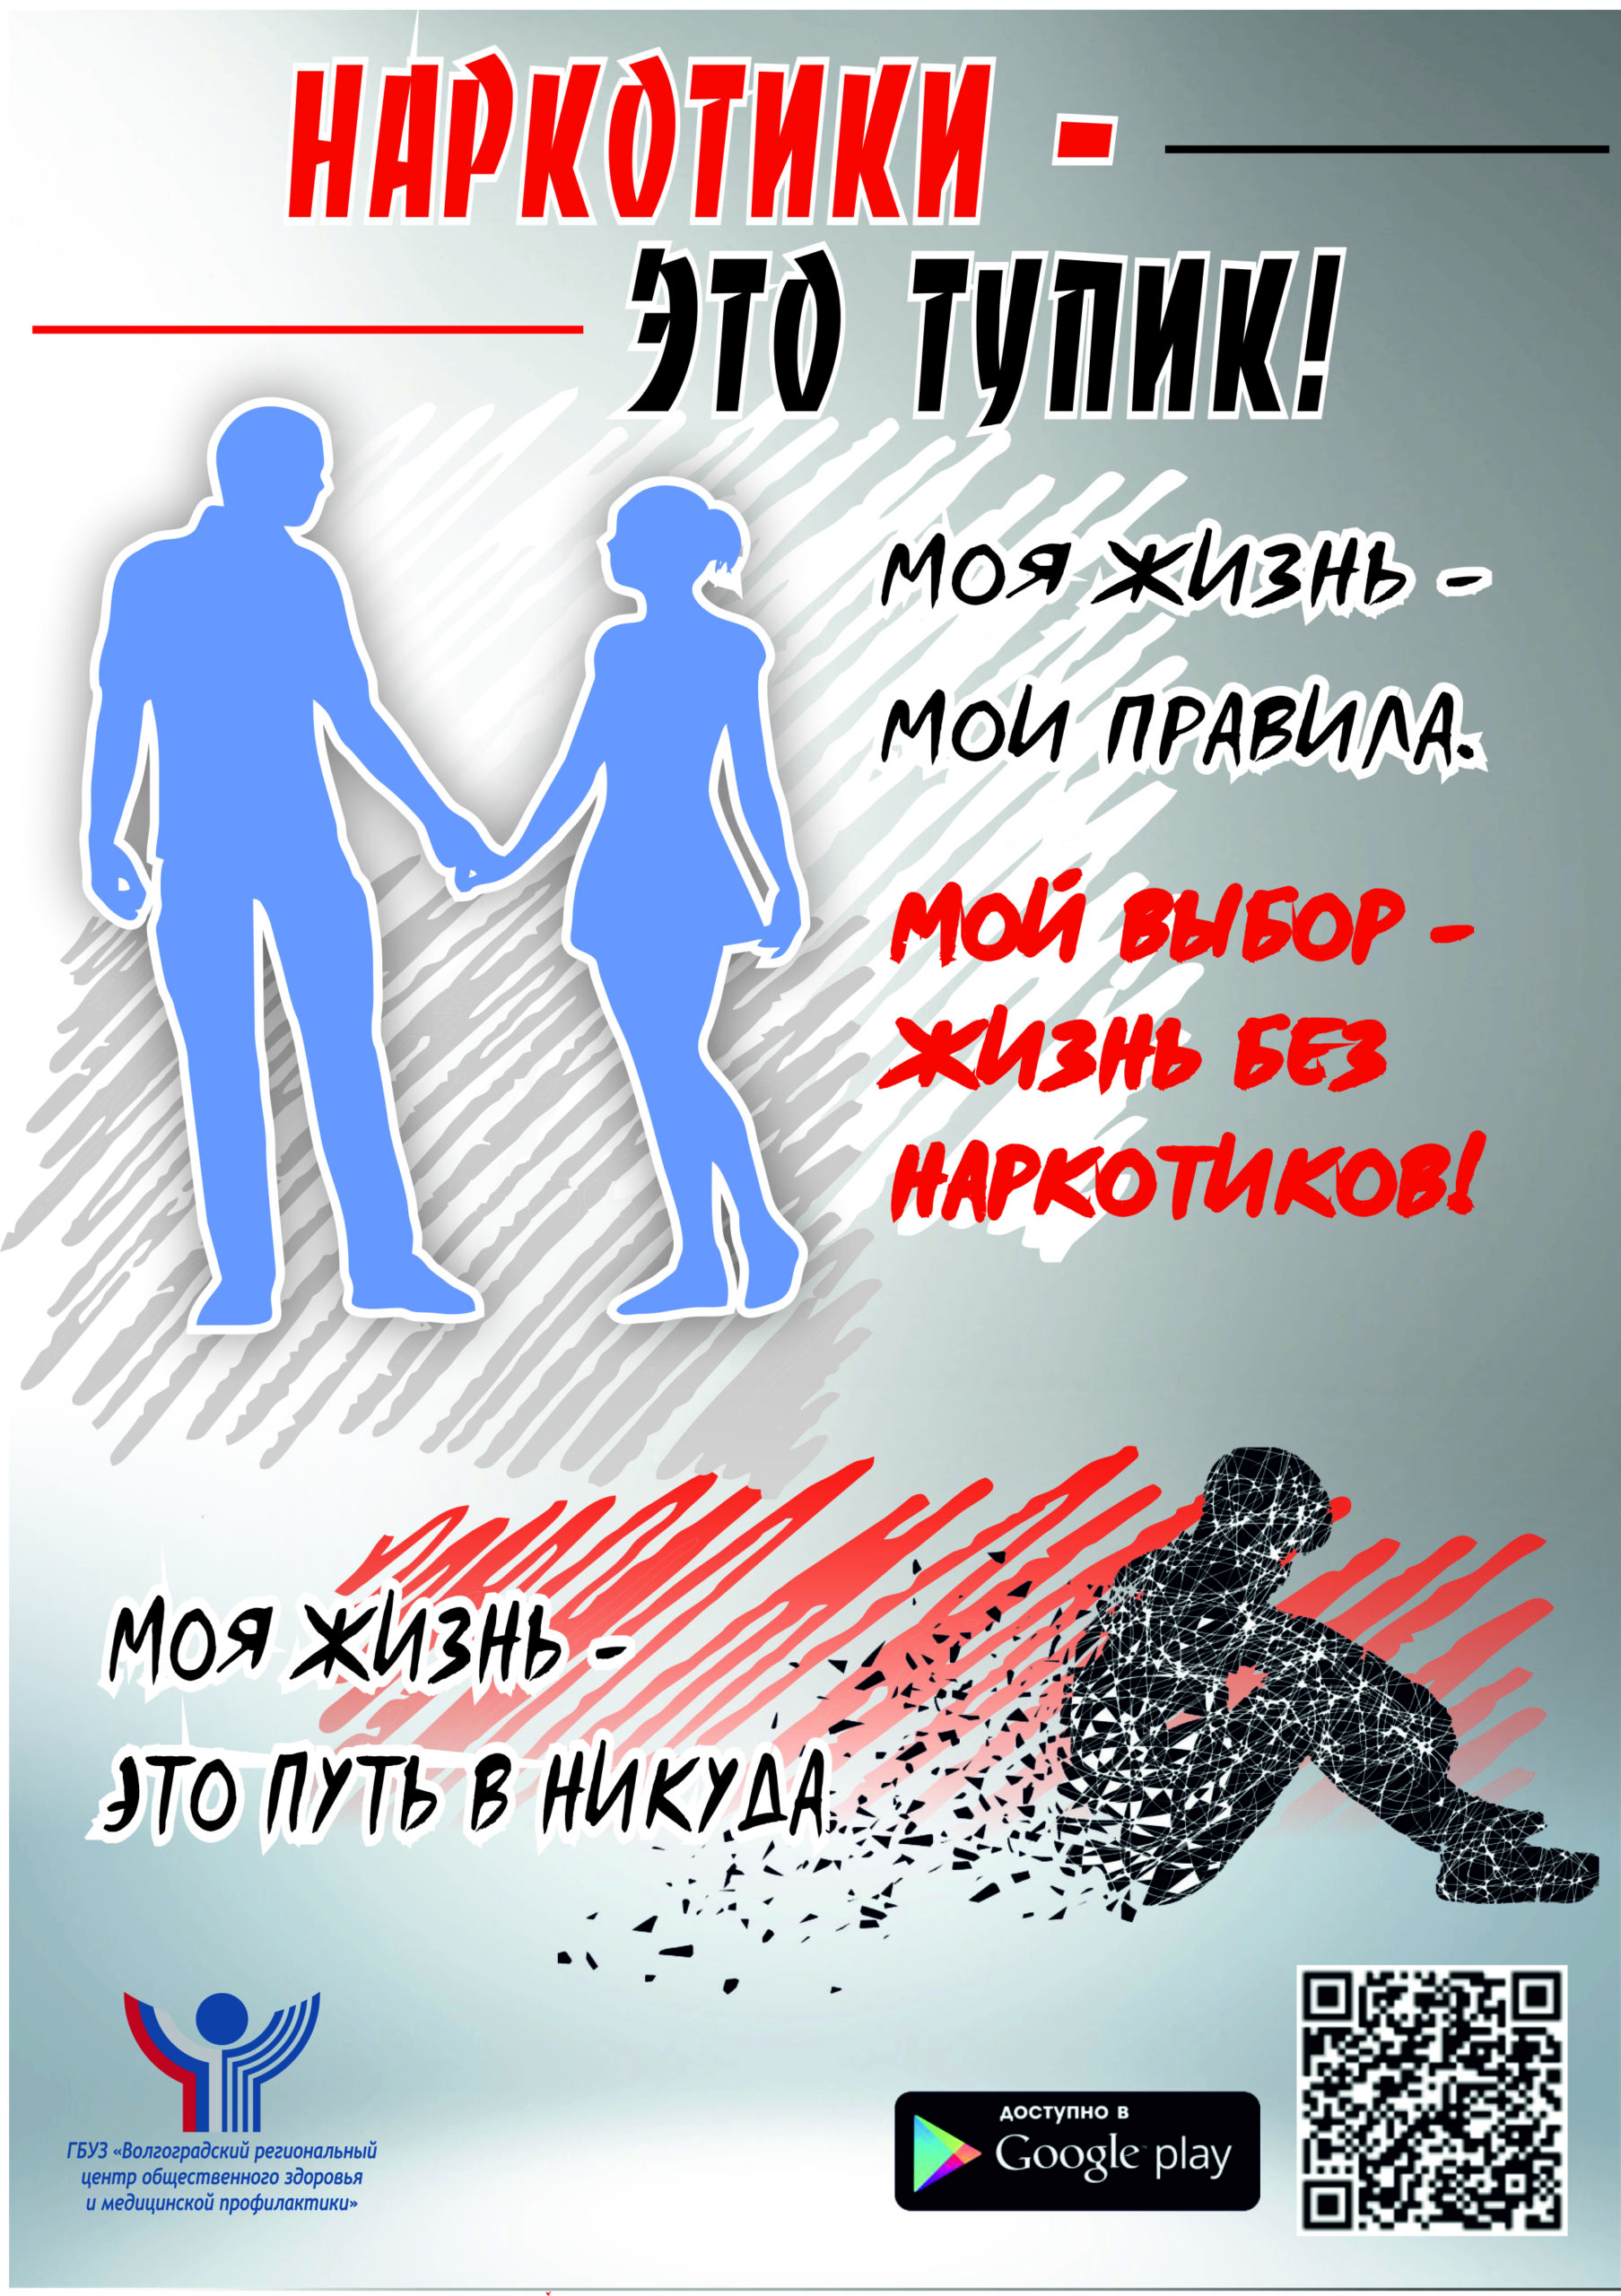 НАРКОТИКИ -
ЭТО ТУПИК!
МОЯ ЖИЗНЬ -
МОИ ПРАВИЛА.
МОЙ ВЫБОР -
ЖИЗНЬ БЕЗ
НАРКОТИКОВ!
МОЯ ЖИЗНЬ -
ЭТО ПУТЬ В НИКУДА
ГБУЗ «Волгоградский региональный
центр общественного здоровья
и медицинской профилактики»
ДОСТУПНО В
Google play